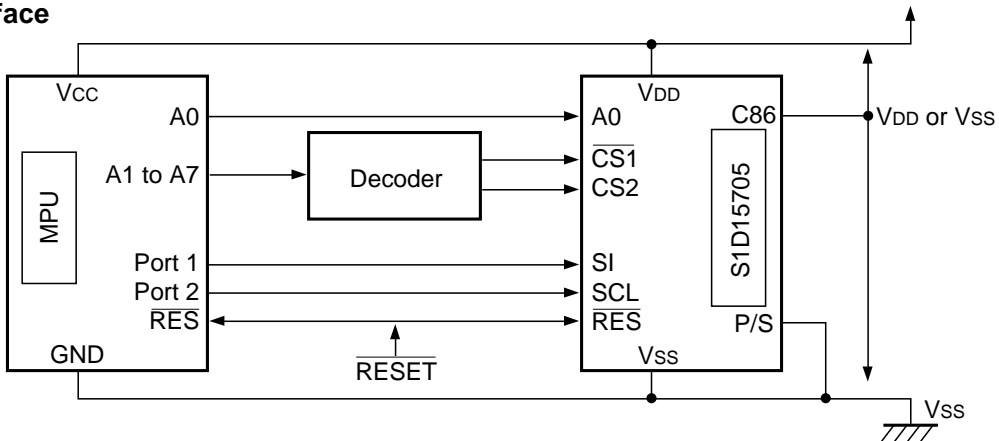 face
VCC
A0
A1 to A7
MPU
Port 1
Port 2
RES
GND
Decoder
RESET
VDD
A0
CS1
CS2
SI
SCL
RES
VSS
C86
S1D15705
P/S
VDD or VSS
VSS